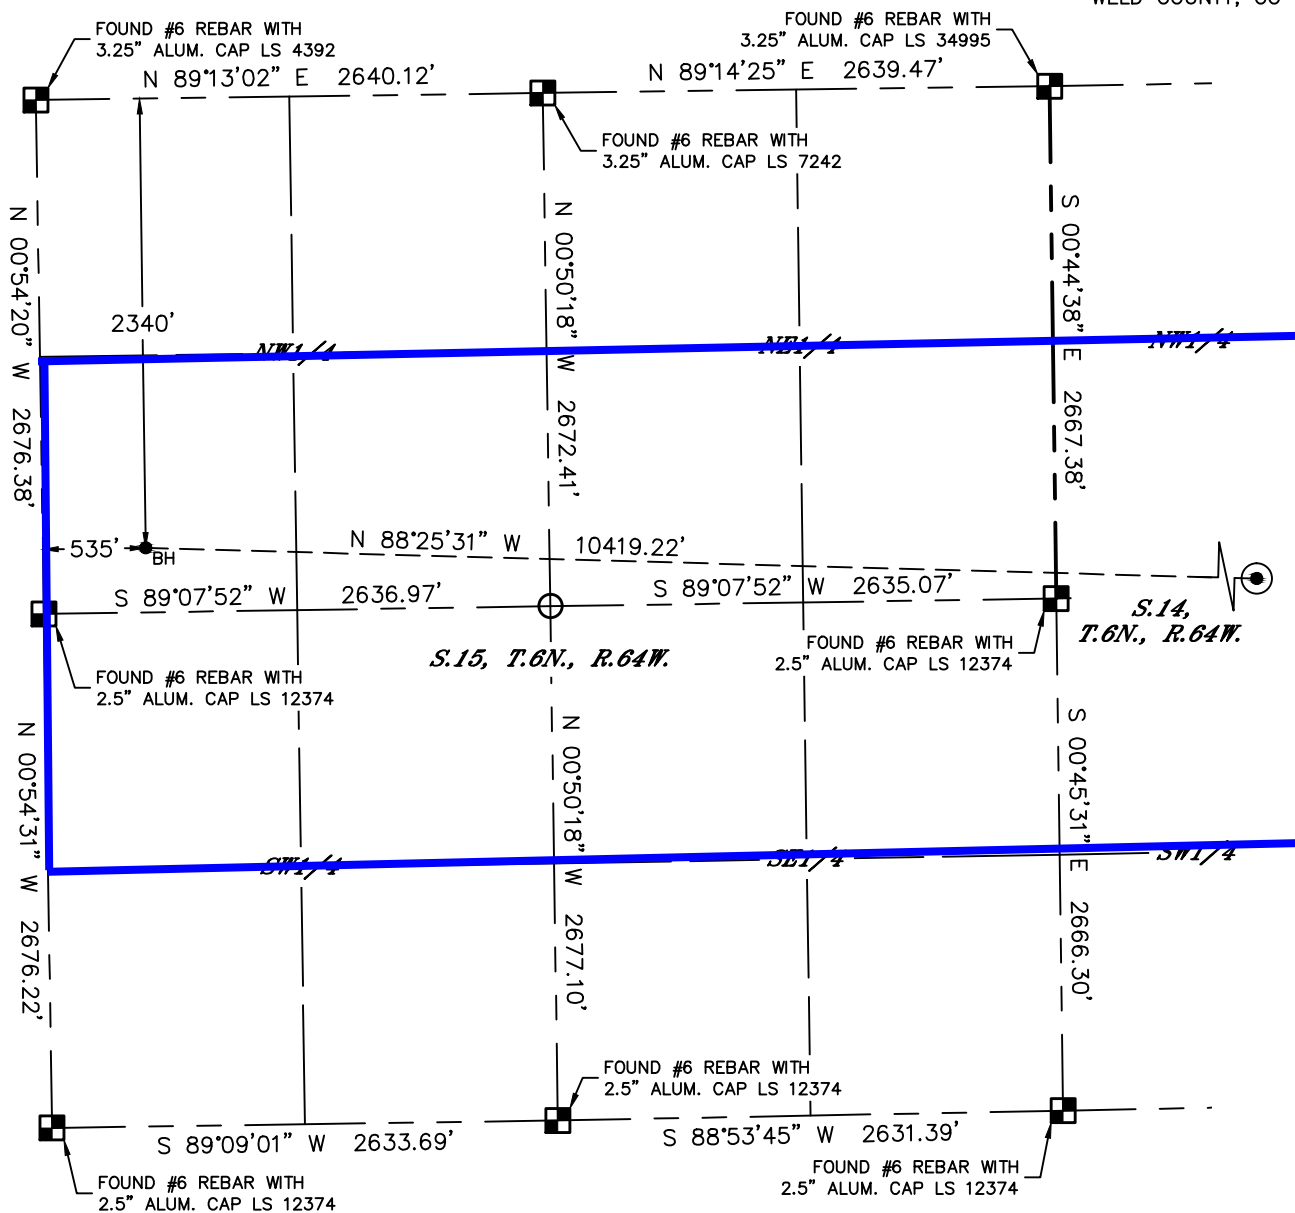 WELD COUNTY, CO
FOUND #6 REBAR WITH
3.25" ALUM. CAP LS 4392
FOUND #6 REBAR WITH
3.25" ALUM. CAP LS 34995
N 89°13'02" E 2640.12'
N 89°14'25" E 2639.47'
FOUND #6 REBAR WITH
3.25" ALUM. CAP LS 7242
N 00°54'20" W 2676.38'
N 00°50'18" W 2672.41'
S 00°44'38" E 2667.38'
2340'
NW1/4
NE1/4
NW1/4
535'
BH
N 88°25'31" W 10419.22'
S 89°07'52" W 2636.97'
S 89°07'52" W 2635.07'
S.14,
T.6N., R.64W.
S.15, T.6N., R.64W.
FOUND #6 REBAR WITH
2.5" ALUM. CAP LS 12374
FOUND #6 REBAR WITH
2.5" ALUM. CAP LS 12374
N 00°54'31" W 2676.22'
N 00°50'18" W 2677.10'
S 00°45'31" E 2666.30'
SW1/4
SE1/4
SW1/4
FOUND #6 REBAR WITH
2.5" ALUM. CAP LS 12374
S 89°09'01" W 2633.69'
S 88°53'45" W 2631.39'
FOUND #6 REBAR WITH
2.5" ALUM. CAP LS 12374
FOUND #6 REBAR WITH
2.5" ALUM. CAP LS 12374